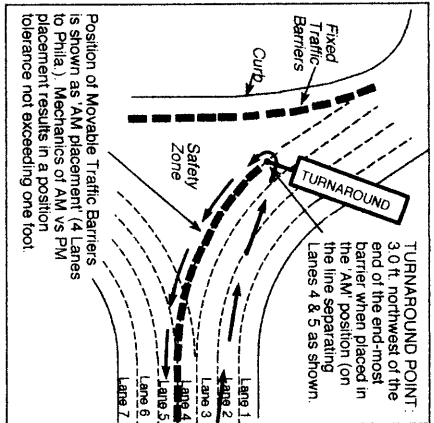 Fixed
Traffic
Barriers
Curb
Safety
Zone
TURNAROUND
TURNAROUND POINT:
3.0 ft. northwest of the
end of the end-most
barrier when placed in
the 'AM' position (on
the line separating
Lanes 4 & 5 as shown.
Position of Movable Traffic Barriers
is shown as 'AM placement' (4 Lanes
to Phila.) Mechanics of AM vs PM
placement results in a position
tolerance not exceeding one foot.
Lane 1
Lane 2
Lane 3
Lane 4
Lane 5
Lane 6
Lane 7